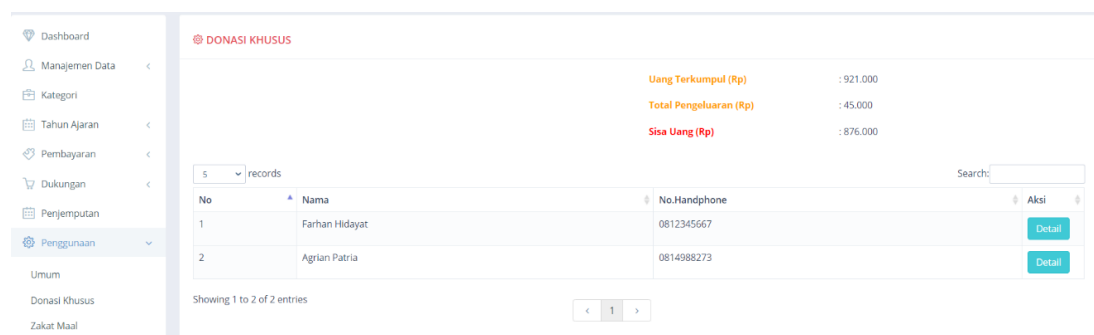 Dashboard
Manajemen Data
Kategori
Tahun Ajaran
Pembayaran
Dukungan
Penjemputan
Penggunaan
Umum
Donasi Khusus
Zakat Maal
DONASI KHUSUS
Uang Terkumpul (Rp) : 921.000
Total Pengeluaran (Rp) : 45.000
Sisa Uang (Rp) : 876.000
5 records Search:
No Nama No.Handphone Aksi
1 Farhan Hidayat 0812345667 Detail
2 Agrian Patria 0814988273 Detail
Showing 1 to 2 of 2 entries
1